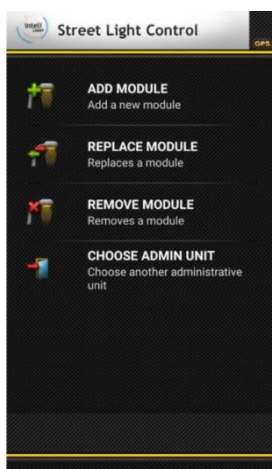 Intelli
Street Light Control
GPS
ADD MODULE
Add a new module
REPLACE MODULE
Replaces a module
REMOVE MODULE
Removes a module
CHOOSE ADMIN UNIT
Choose another administrative
unit